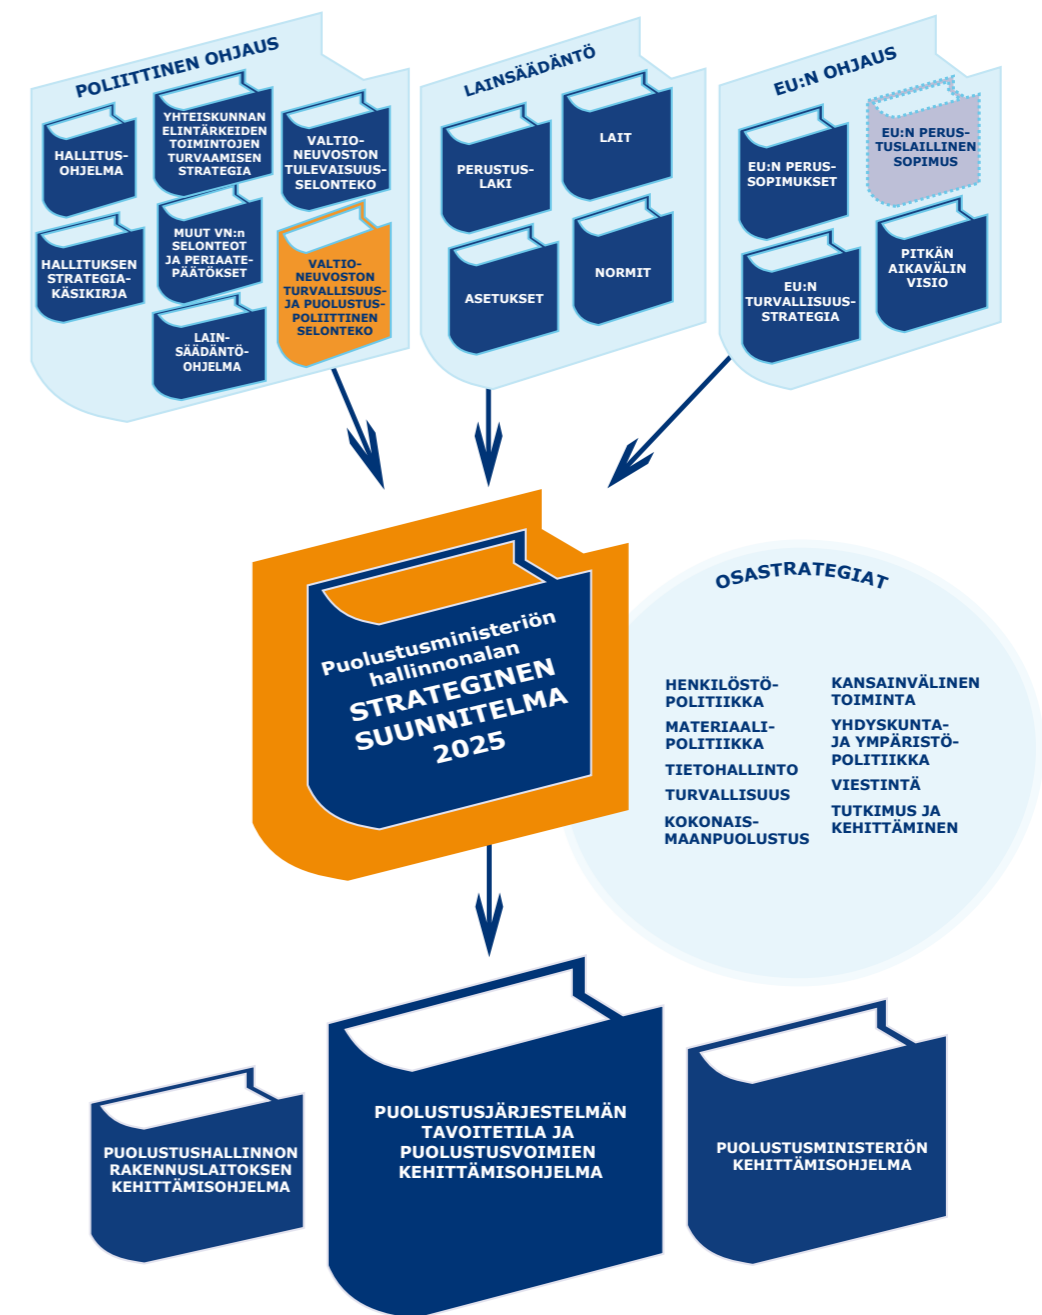 POLIITTINEN OHJAUS
HALLITUS-
OHJELMA
YHTEISKUNNAN
ELINTÄRKEIDEN
TOIMINTOJEN
TURVAAMISEN
STRATEGIA
VALTIO-
NEUVOSTON
TULEVAISUUS-
SELONTEKO
HALLITUKSEN
STRATEGIA-
KÄSIKIRJA
MUUT VN:n
SELONTEOT
JA PERIAATE-
PÄÄTÖKSET
VALTIO-
NEUVOSTON
TURVALLISUUS-
JA PUOLUSTUS-
POLIITTINEN
SELONTEKO
LAIN-
SÄÄDÄNTÖ-
OHJELMA
LAINSÄÄDÄNTÖ
PERUSTUS-
LAKI
LAIT
ASETUKSET
NORMIT
EU:N OHJAUS
EU:N PERUS-
SOPIMUKSET
EU:N PERUS-
TUSLAILLINEN
SOPIMUS
EU:N
TURVALLISUUS-
STRATEGIA
PITKÄN
AIKAVÄLIN
VISIO
Puolustusministeriön
hallinnonalan
STRATEGINEN
SUUNNITELMA
2025
OSASTRATEGIAT
HENKILÖSTÖ-
POLITIIKKA
MATERIAALI-
POLITIIKKA
TIETOHALLINTO
TURVALLISUUS
KOKONAIS-
MAANPUOLUSTUS
KANSAINVÄLINEN
TOIMINTA
YHDYSKUNTA-
JA YMPÄRISTÖ-
POLITIIKKA
VIESTINTÄ
TUTKIMUS JA
KEHITTÄMINEN
PUOLUSTUSHALLINNON
RAKENNUSLAITOKSEN
KEHITTÄMISOHJELMA
PUOLUSTUSJÄRJESTELMÄN
TAVOITETILA JA
PUOLUSTUSVOIMIEN
KEHITTÄMISOHJELMA
PUOLUSTUSMINISTERIÖN
KEHITTÄMISOHJELMA